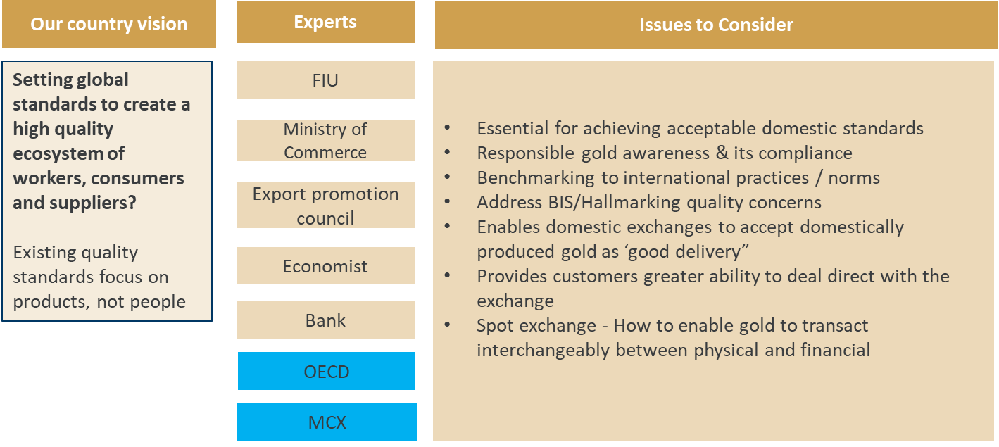 Our country vision
Setting global
standards to create a
high quality
ecosystem of
workers, consumers
and suppliers?
Existing quality
standards focus on
products, not people
Experts
FIU
Ministry of
Commerce
Export promotion
council
Economist
Bank
OECD
MCX
Issues to Consider
• Essential for achieving acceptable domestic standards
• Responsible gold awareness & its compliance
• Benchmarking to international practices / norms
• Address BIS/Hallmarking quality concerns
• Enables domestic exchanges to accept domestically
produced gold as ‘good delivery”
• Provides customers greater ability to deal direct with the
exchange
• Spot exchange - How to enable gold to transact
interchangeably between physical and financial